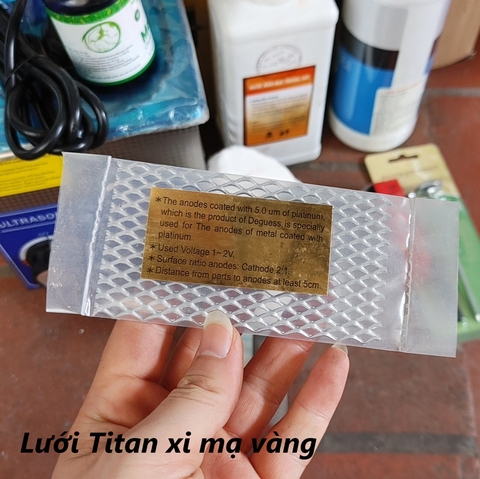 ULTRASO
*The anodes coated with 5.0 um of platinum,
which is the product of Deguess, is specially
used for The anodes of metal coated with
platinum.
*Used Voltage 1~2V.
*Surface ratio anodes: Cathode 2:1.
*Distance from parts to anodes at least 5cm.
Lưới Titan xi mạ vàng